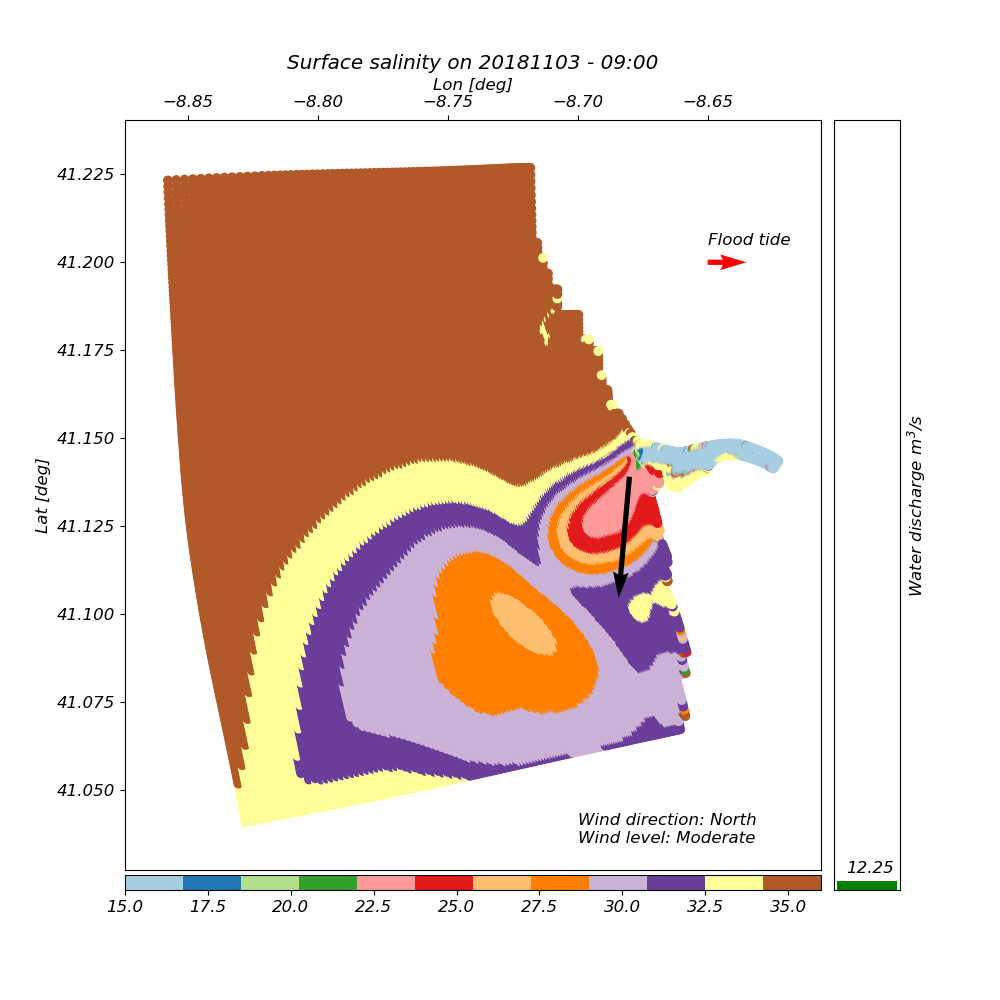 Surface salinity on 20181103 - 09:00
Lon [deg]
−8.85 −8.80 −8.75 −8.70 −8.65
41.225
41.200
41.175
41.150
41.125
41.100
41.075
41.050
Lat [deg]
Flood tide
Wind direction: North
Wind level: Moderate
Water discharge m³/s
12.25
15.0 17.5 20.0 22.5 25.0 27.5 30.0 32.5 35.0